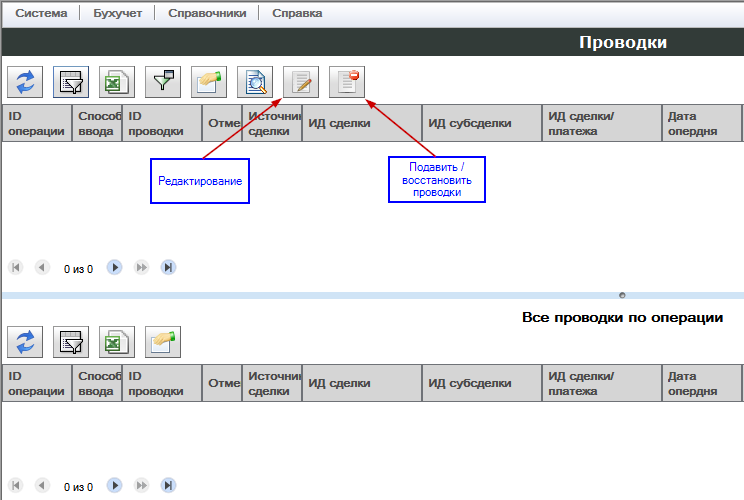 Система Бухучет Справочники Справка
Проводки
ID Способ ID Источник ИД сделки/ Дата
операции ввода проводки Отме сделки ИД сделки ИД субсделки платежа опердня
Редактирование
Подавить /
восстановить
проводки
0 из 0
Все проводки по операции
ID Способ ID Источник ИД сделки/ Дата
операции ввода проводки Отме сделки ИД сделки ИД субсделки платежа опердня
0 из 0